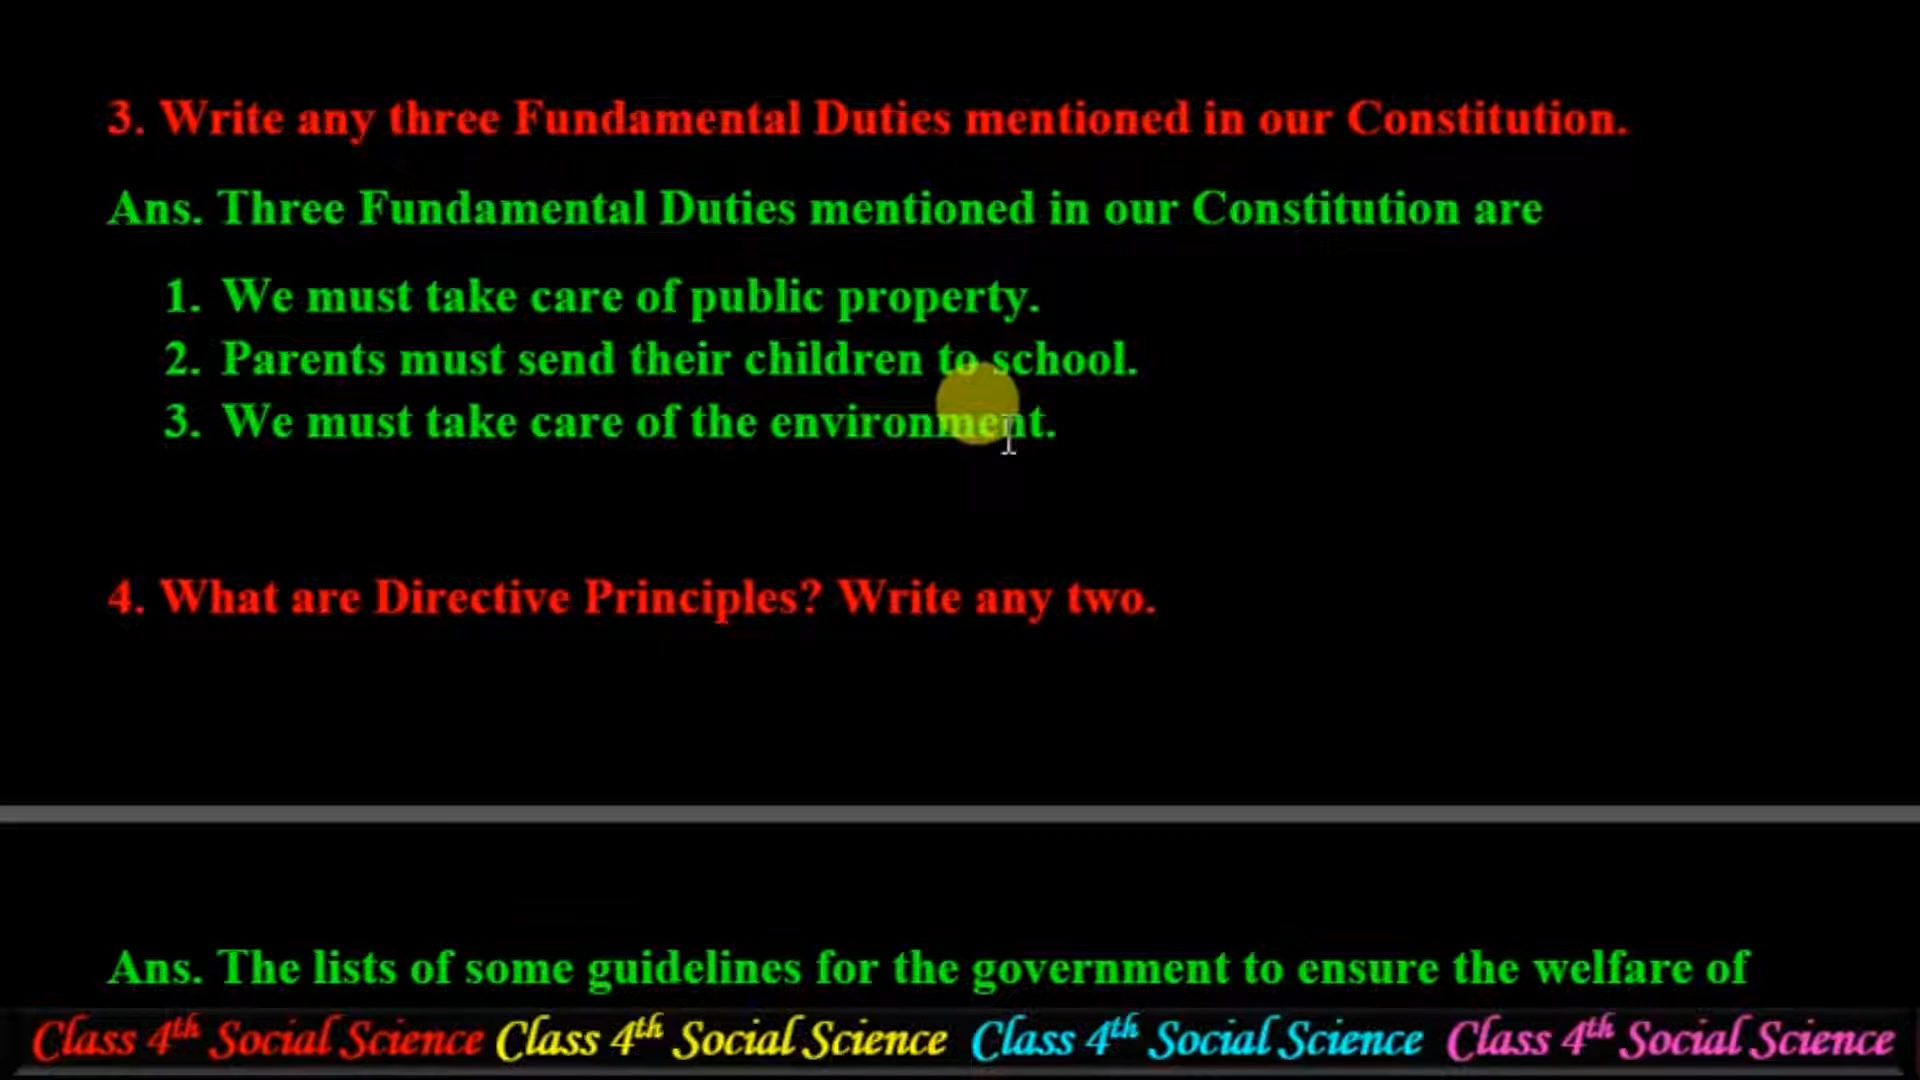 3. Write any three Fundamental Duties mentioned in our Constitution.
Ans. Three Fundamental Duties mentioned in our Constitution are
1. We must take care of public property.
2. Parents must send their children to school.
3. We must take care of the environment.
4. What are Directive Principles? Write any two.
Ans. The lists of some guidelines for the government to ensure the welfare of
Class 4th Social Science Class 4th Social Science Class 4th Social Science Class 4th Social Science